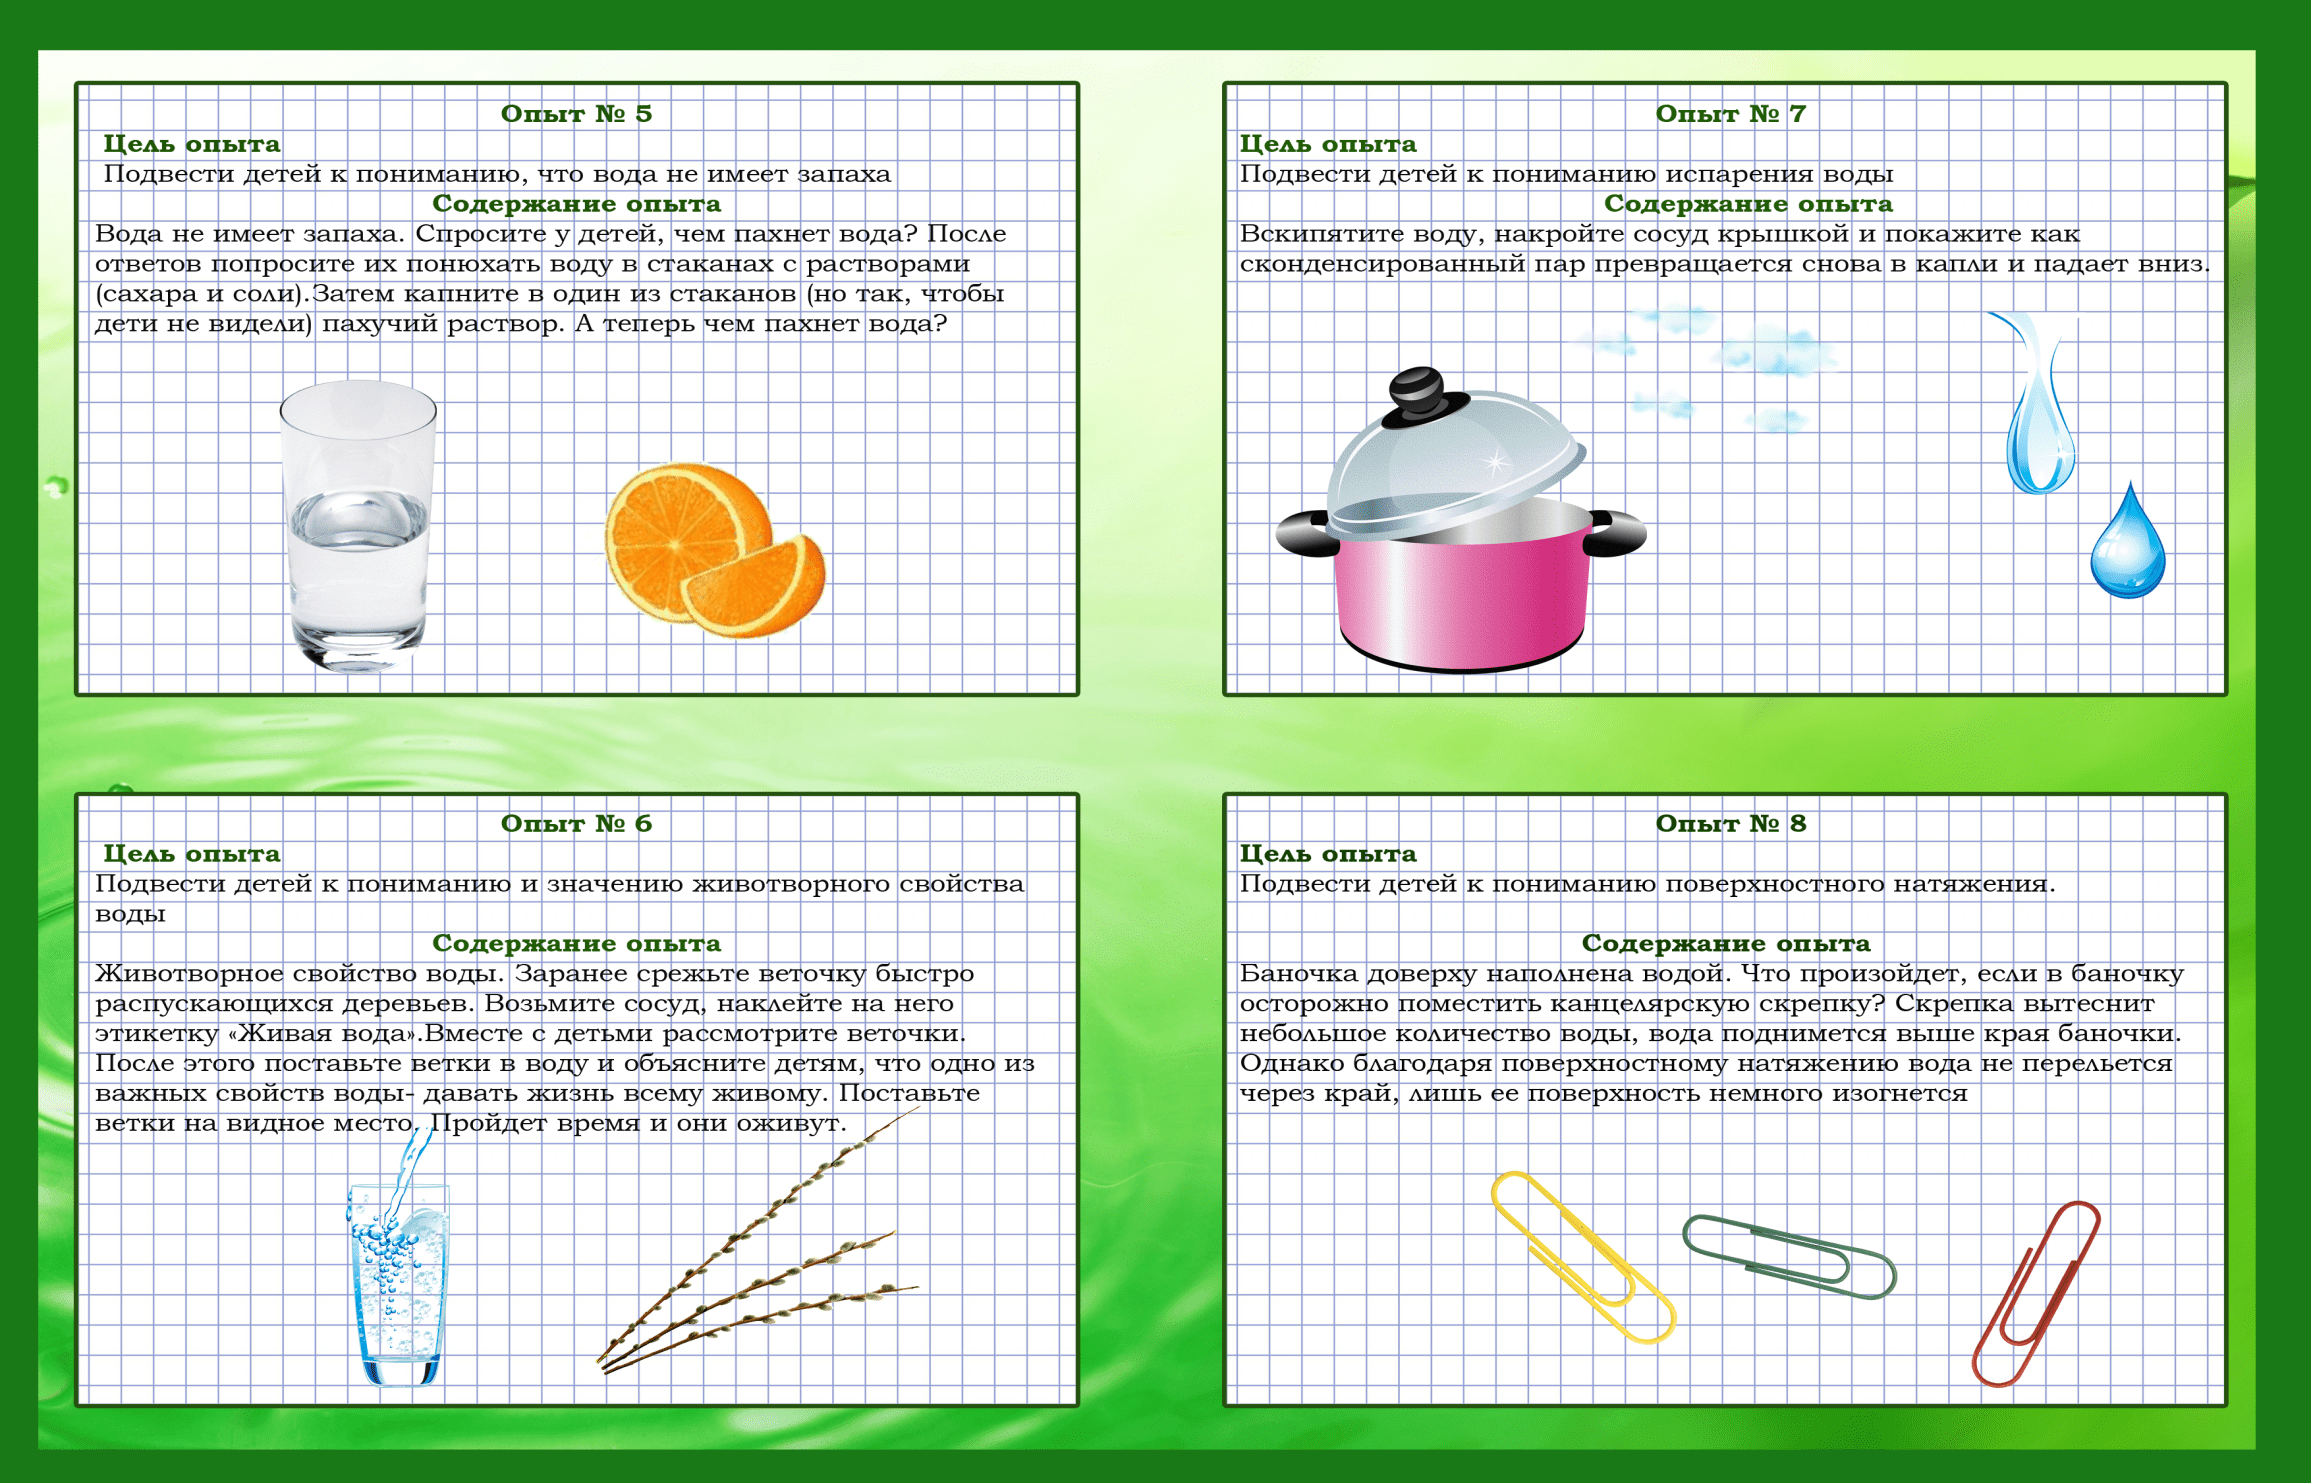 Опыт № 5
Цель опыта
Подвести детей к пониманию, что вода не имеет запаха
Содержание опыта
Вода не имеет запаха. Спросите у детей, чем пахнет вода? После
ответов попросите их понюхать воду в стаканах с растворами
(сахара и соли).Затем капните в один из стаканов (но так, чтобы
дети не видели) пахучий раствор. А теперь чем пахнет вода?
Опыт № 6
Цель опыта
Подвести детей к пониманию и значению животворного свойства
воды
Содержание опыта
Животворное свойство воды. Заранее срежьте веточку быстро
распускающихся деревьев. Возьмите сосуд, наклейте на него
этикетку «Живая вода».Вместе с детьми рассмотрите веточки.
После этого поставьте ветки в воду и объясните детям, что одно из
важных свойств воды- давать жизнь всему живому. Поставьте
ветки на видное место. Пройдет время и они оживут.
Опыт № 7
Цель опыта
Подвести детей к пониманию испарения воды
Содержание опыта
Вскипятите воду, накройте сосуд крышкой и покажите как
сконденсированный пар превращается снова в капли и падает вниз.
Опыт № 8
Цель опыта
Подвести детей к пониманию поверхностного натяжения.
Содержание опыта
Баночка доверху наполнена водой. Что произойдет, если в баночку
осторожно поместить канцелярскую скрепку? Скрепка вытеснит
небольшое количество воды, вода поднимется выше края баночки.
Однако благодаря поверхностному натяжению вода не перельется
через край, лишь ее поверхность немного изогнется